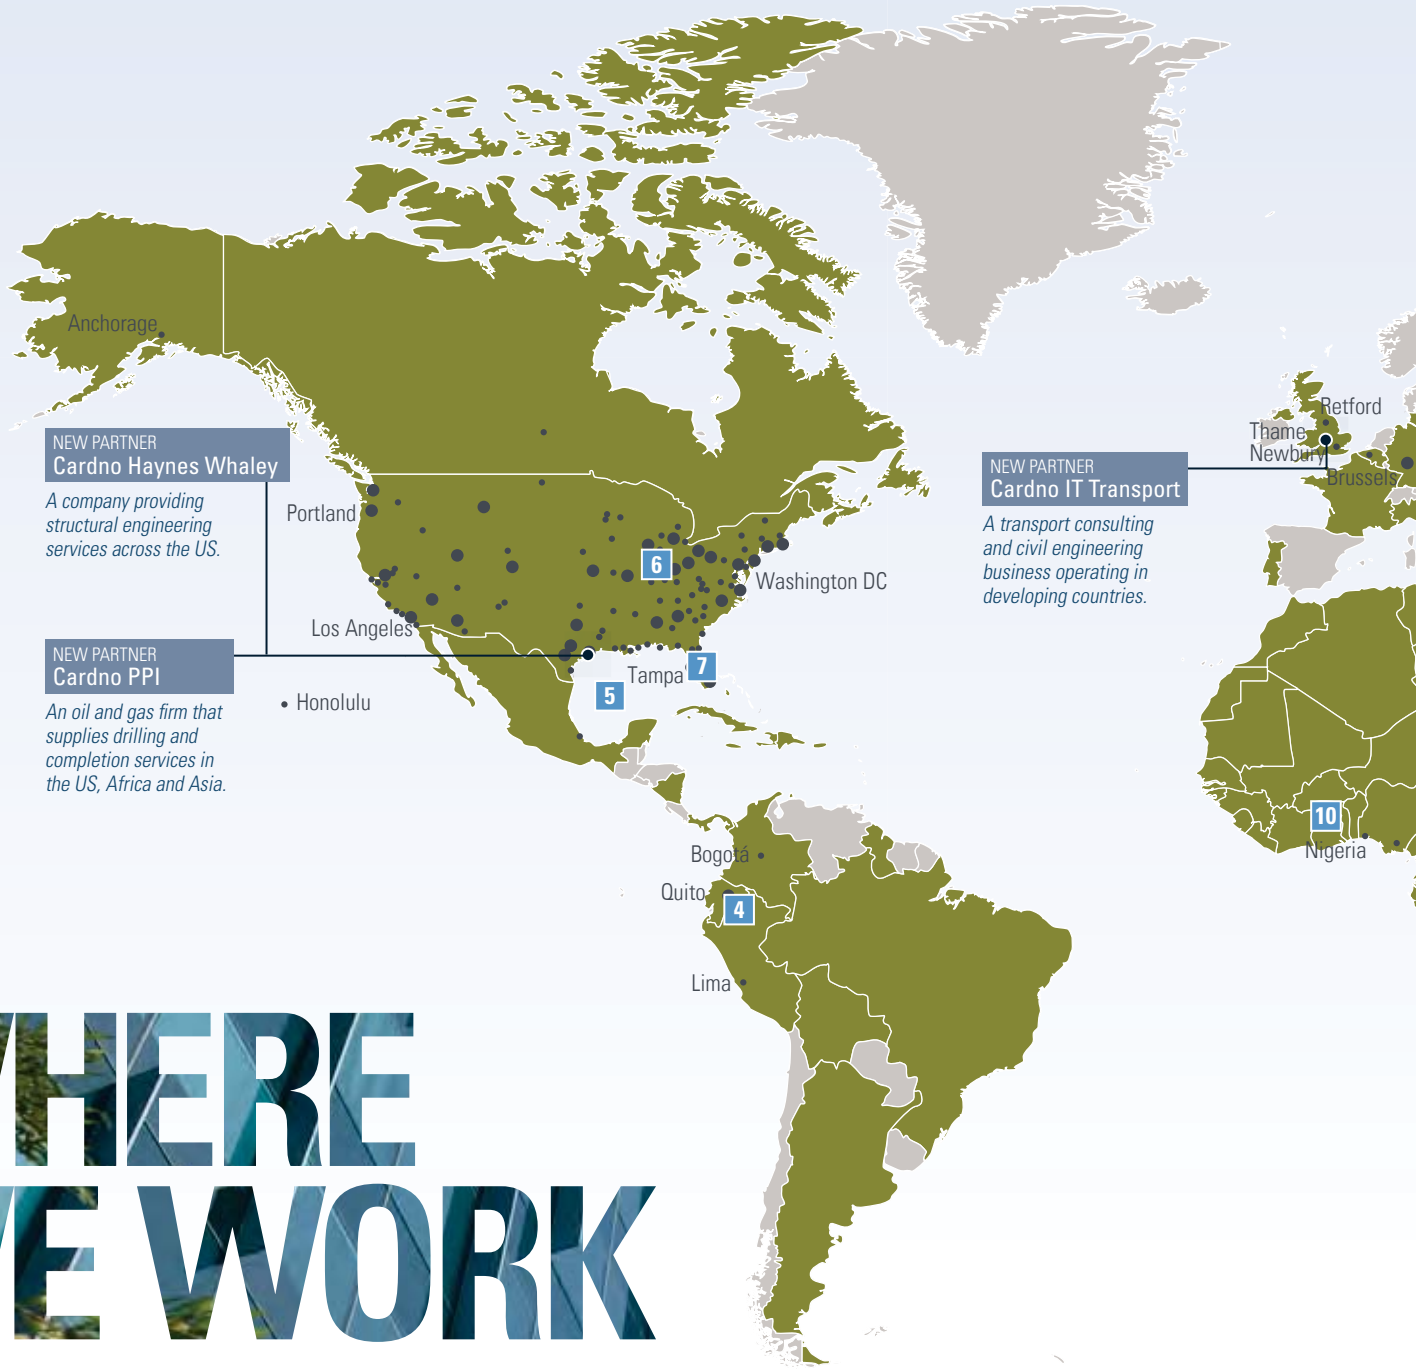 Anchorage
NEW PARTNER
Cardno Haynes Whaley
A company providing
structural engineering
services across the US.
Portland
Los Angeles
Washington DC
6
NEW PARTNER
Cardno PPI
An oil and gas firm that
supplies drilling and
completion services in
the US, Africa and Asia.
Honolulu
Tampa
7
5
Retford
Thame
Newbury
Brussels
NEW PARTNER
Cardno IT Transport
A transport consulting
and civil engineering
business operating in
developing countries.
10
Nigeria
Bogotá
Quito
4
Lima
WHERE
WE WORK